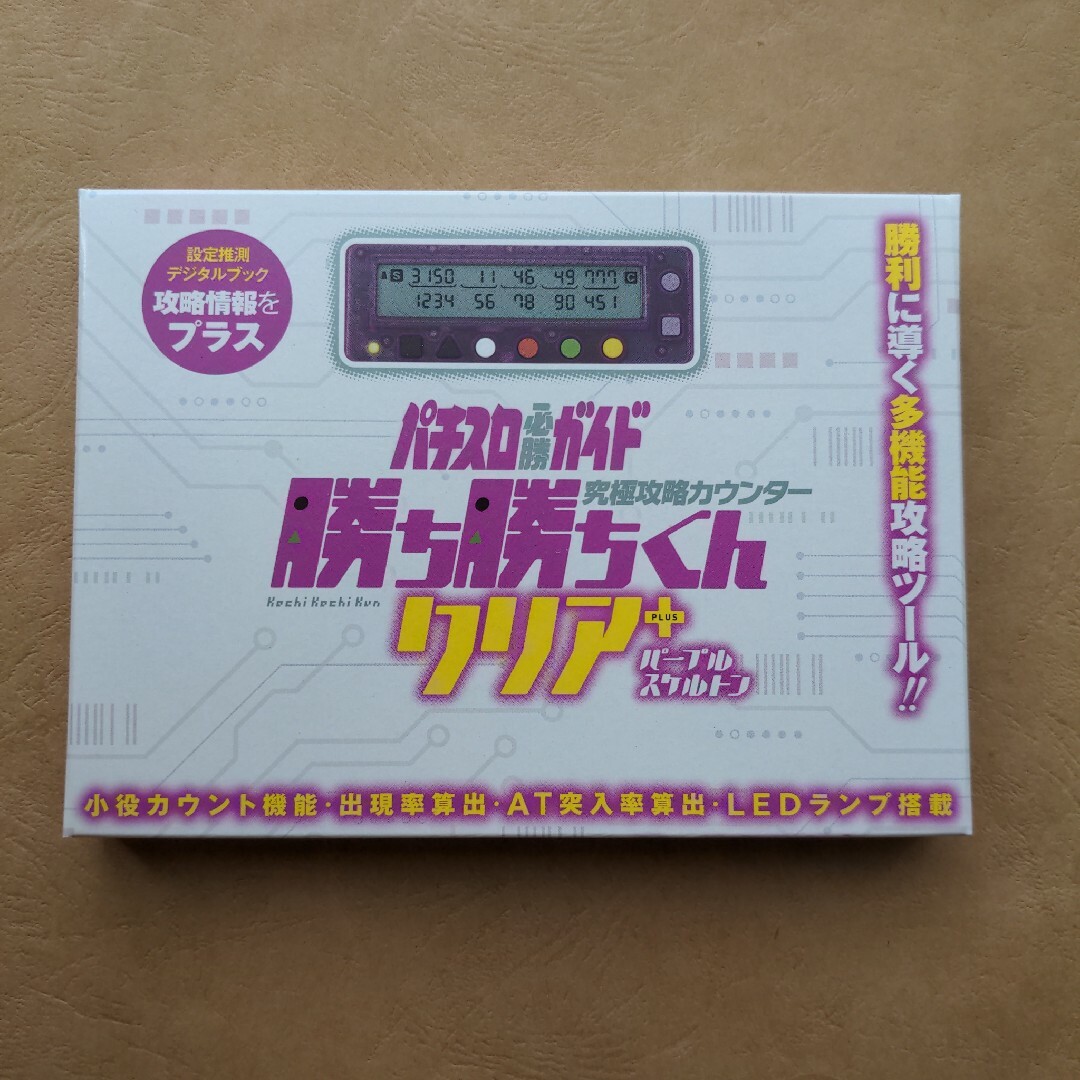 設定推測
デジタルブック
攻略情報を
プラス
S 3150 11 46 49 777 G
1234 56 78 90 451
パチスロ必勝ガイド
究極攻略カウンター
勝ち勝ちくん
Kachi Kachi Kun
クリア+
PLUS
パープル
スケルトン
勝利に導く多機能攻略ツール!!
小役カウント機能・出現率算出・AT突入率算出・LEDランプ搭載